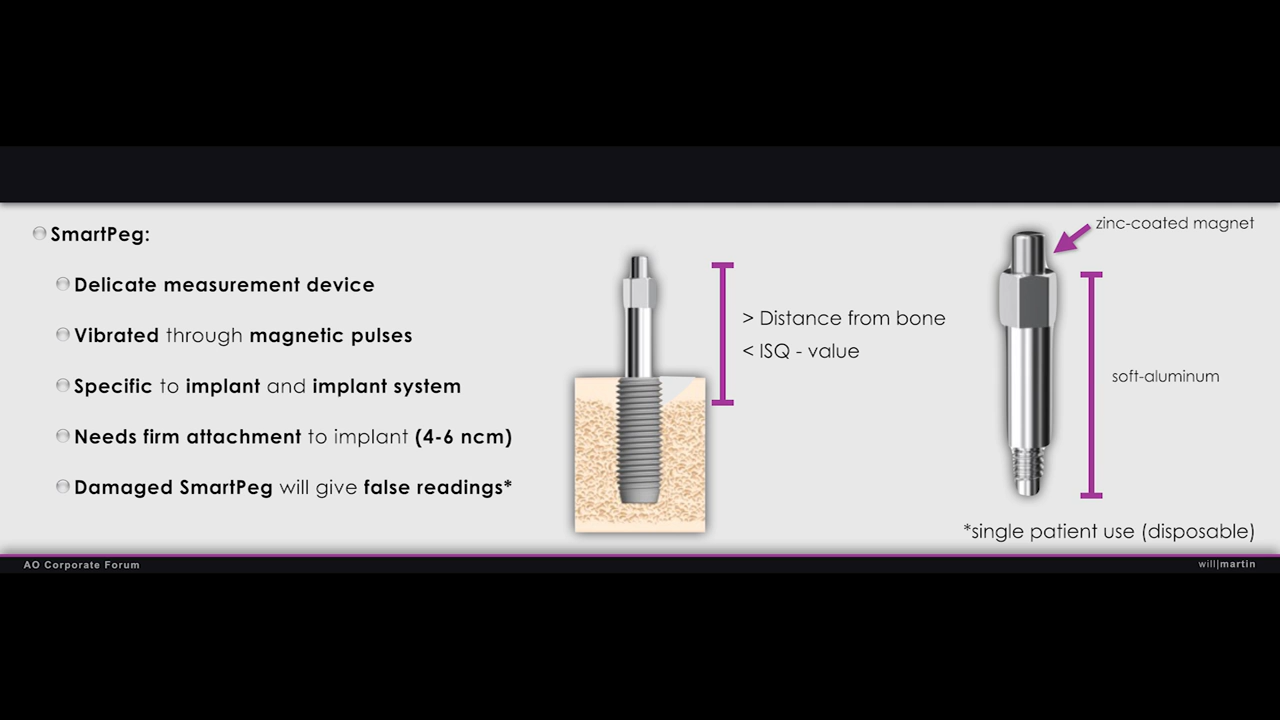 SmartPeg:
Delicate measurement device
Vibrated through magnetic pulses
Specific to implant and implant system
Needs firm attachment to implant (4-6 ncm)
Damaged SmartPeg will give false readings*
> Distance from bone
< ISQ - value
zinc-coated magnet
soft-aluminum
*single patient use (disposable)
AO Corporate Forum
will|martin